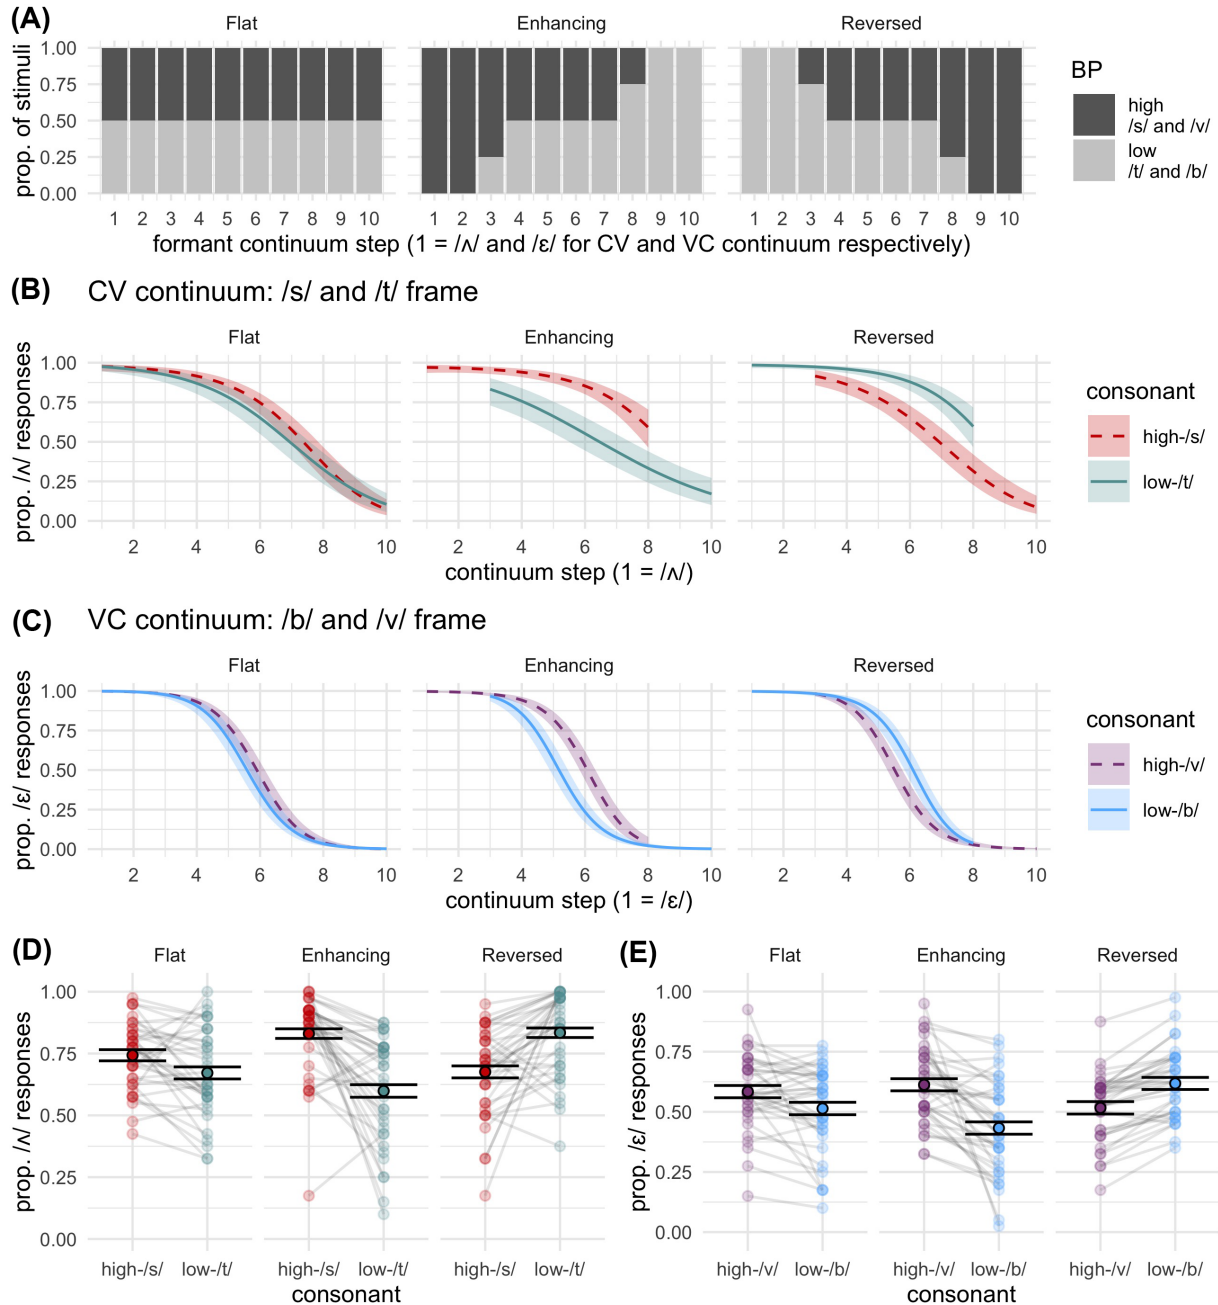 (A)
Flat Enhancing Reversed
prop. of stimuli
1.00
0.75
0.50
0.25
0.00
1 2 3 4 5 6 7 8 9 10 1 2 3 4 5 6 7 8 9 10 1 2 3 4 5 6 7 8 9 10
formant continuum step (1 = /ʌ/ and /ɛ/ for CV and VC continuum respectively)
BP
high
/s/ and /v/
low
/t/ and /b/
(B) CV continuum: /s/ and /t/ frame
Flat Enhancing Reversed
prop. /ʌ/ responses
1.00
0.75
0.50
0.25
0.00
2 4 6 8 10 2 4 6 8 10 2 4 6 8 10
continuum step (1 = /ʌ/)
consonant
high-/s/
low-/t/
(C) VC continuum: /b/ and /v/ frame
Flat Enhancing Reversed
prop. /ɛ/ responses
1.00
0.75
0.50
0.25
0.00
2 4 6 8 10 2 4 6 8 10 2 4 6 8 10
continuum step (1 = /ɛ/)
consonant
high-/v/
low-/b/
(D)
Flat Enhancing Reversed
prop. /ʌ/ responses
1.00
0.75
0.50
0.25
0.00
high-/s/ low-/t/ high-/s/ low-/t/ high-/s/ low-/t/
consonant
(E)
Flat Enhancing Reversed
prop. /ɛ/ responses
1.00
0.75
0.50
0.25
0.00
high-/v/ low-/b/ high-/v/ low-/b/ high-/v/ low-/b/
consonant